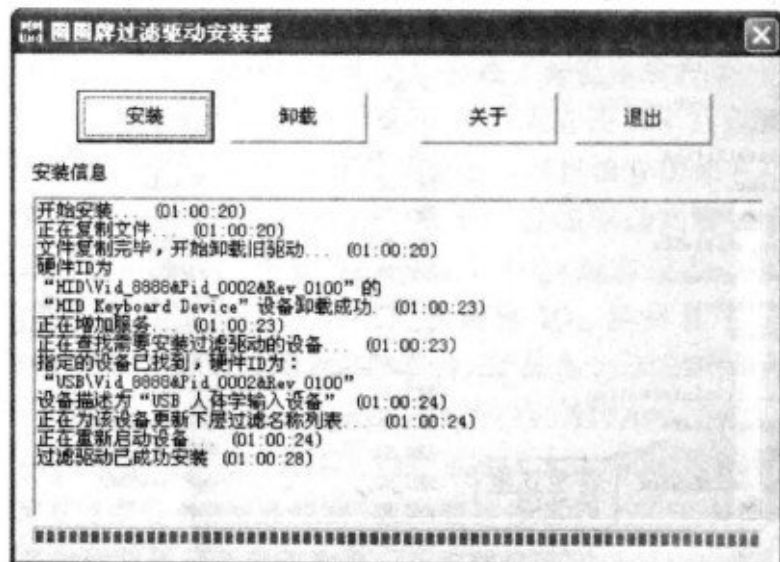 圈圈牌过滤驱动安装器
安装 卸载 关于 退出
安装信息
开始安装... (01:00:20)
正在复制文件... (01:00:20)
文件复制完毕，开始卸载旧驱动... (01:00:20)
硬件ID为
“HID\Vid_8888&Pid_0002&Rev_0100”的
“HID Keyboard Device”设备卸载成功. (01:00:23)
正在增加服务... (01:00:23)
正在查找需要安装过滤驱动的设备... (01:00:23)
指定的设备已找到，硬件ID为：
“USB\Vid_8888&Pid_0002&Rev_0100”
设备描述为“USB 人体学输入设备” (01:00:24)
正在为该设备更新下层过滤名称列表... (01:00:24)
正在重新启动设备... (01:00:24)
过滤驱动已成功安装 (01:00:28)